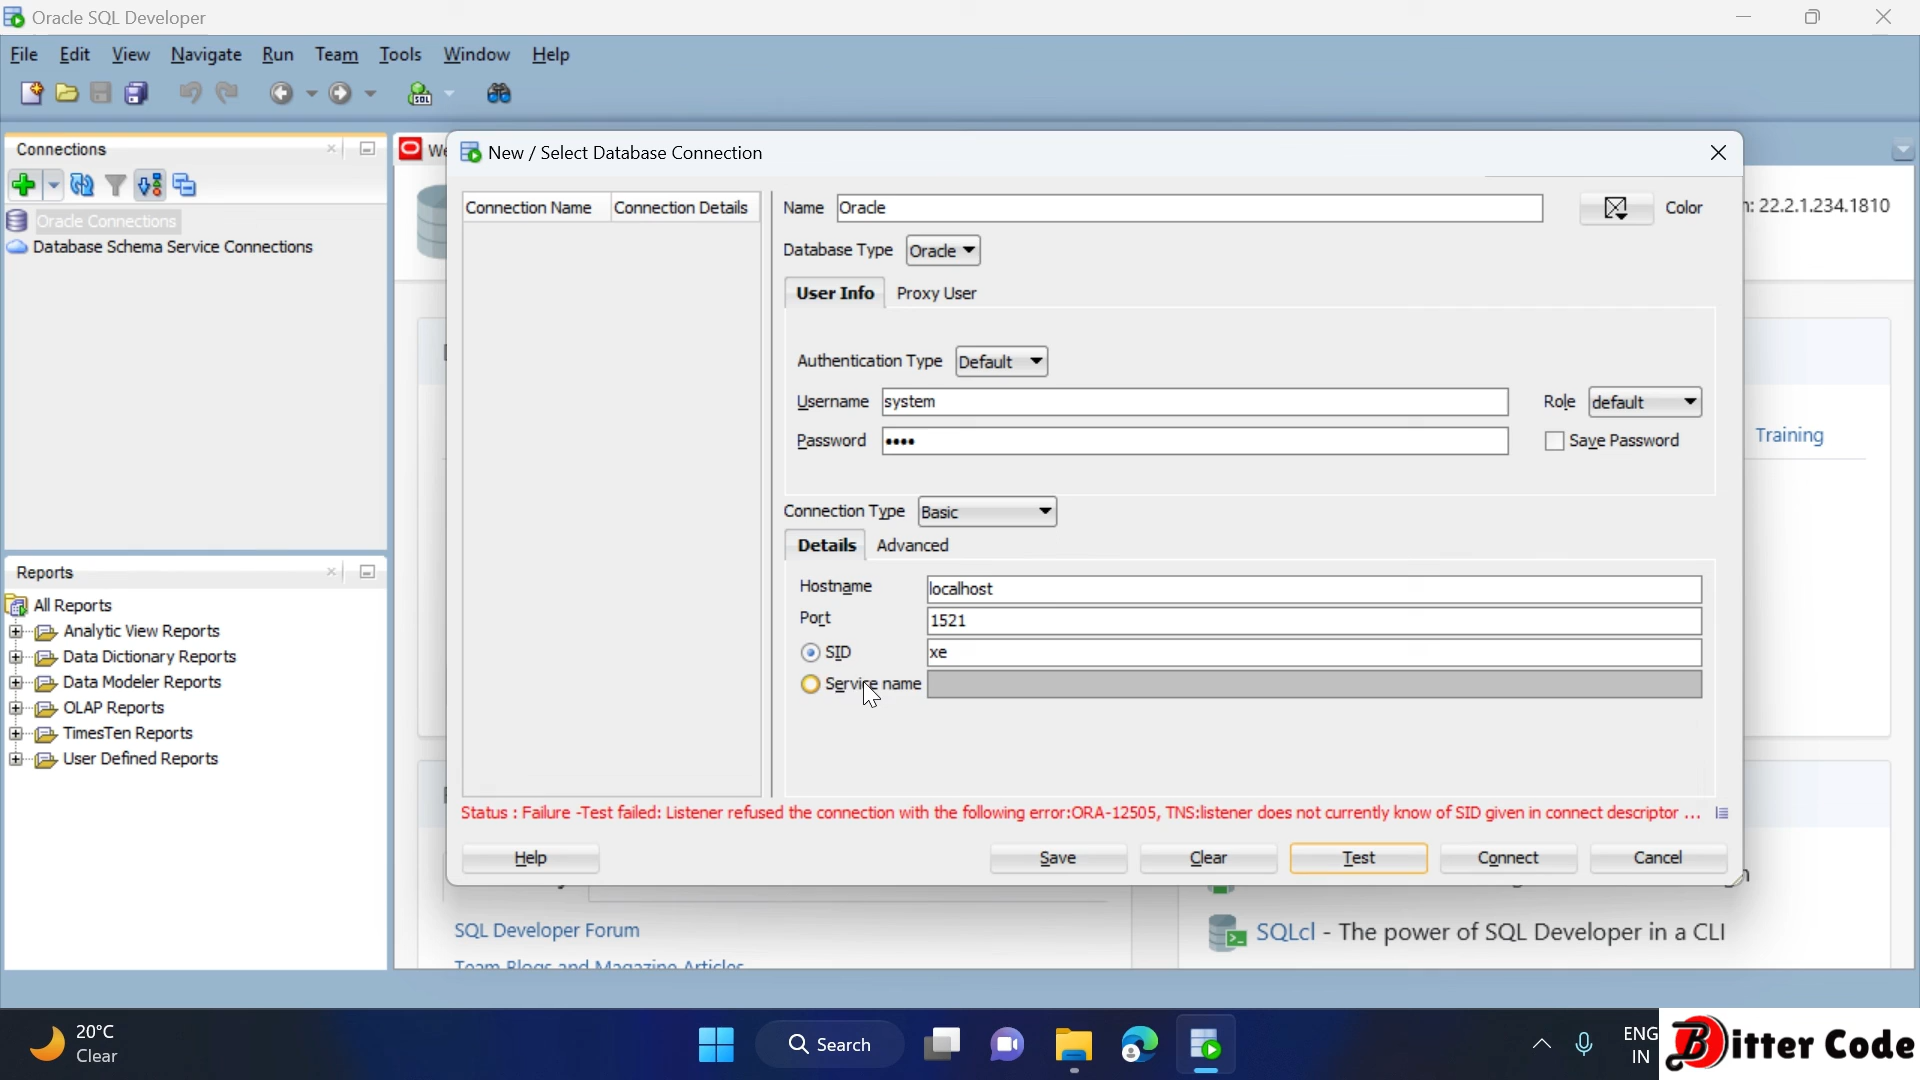 Oracle SQL Developer
File Edit View Navigate Run Team Tools Window Help
SQL
Connections
Oracle Connections
Database Schema Service Connections
Reports
All Reports
Analytic View Reports
Data Dictionary Reports
Data Modeler Reports
OLAP Reports
TimesTen Reports
User Defined Reports
We
: 22.2.1.234.1810
Training
New / Select Database Connection
Connection Name Connection Details
Name Oracle Color
Database Type Oracle
User Info Proxy User
Authentication Type Default
Username system Role default
Password •••• Save Password
Connection Type Basic
Details Advanced
Hostname localhost
Port 1521
SID xe
Service name
Status : Failure -Test failed: Listener refused the connection with the following error:ORA-12505, TNS:listener does not currently know of SID given in connect descriptor ...
Help Save Clear Test Connect Cancel
SQL Developer Forum
Team Blogs and Magazine Articles
SQLcl - The power of SQL Developer in a CLI
20°C
Clear
Search
ENG
IN
Bitter Code